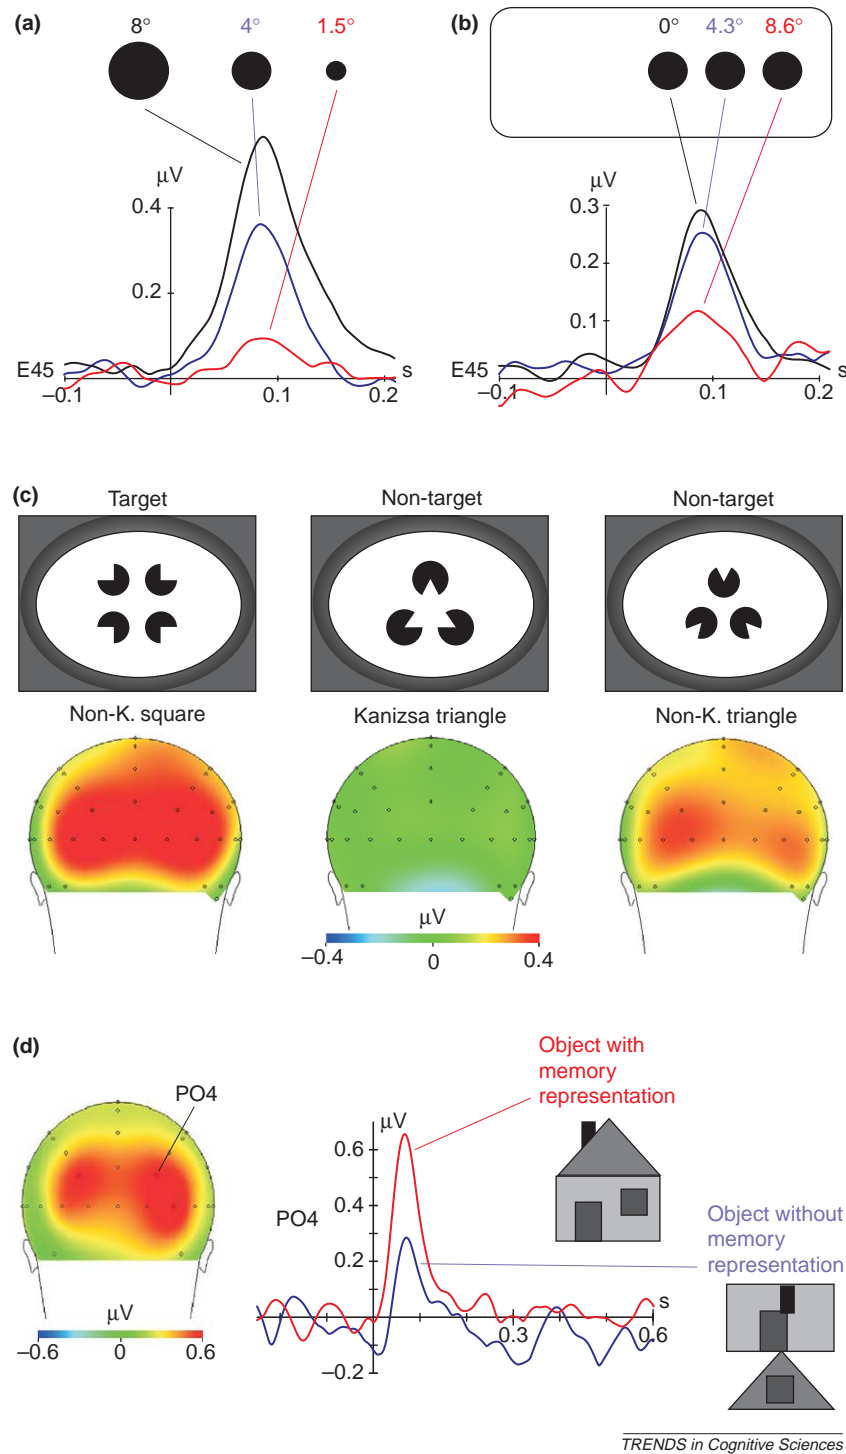 (a)
8° 4° 1.5°
µV
0.4
0.2
E45
–0.1 0.1 0.2
s
(b)
0° 4.3° 8.6°
µV
0.3
0.2
0.1
E45
–0.1 0.1 0.2
s
(c)
Target Non-target Non-target
Non-K. square Kanizsa triangle Non-K. triangle
µV
–0.4 0 0.4
(d)
PO4
µV
–0.6 0 0.6
Object with
memory
representation
µV
0.6
0.4
PO4
0.2
Object without
memory
representation
s
0.3 0.6
–0.2
TRENDS in Cognitive Sciences